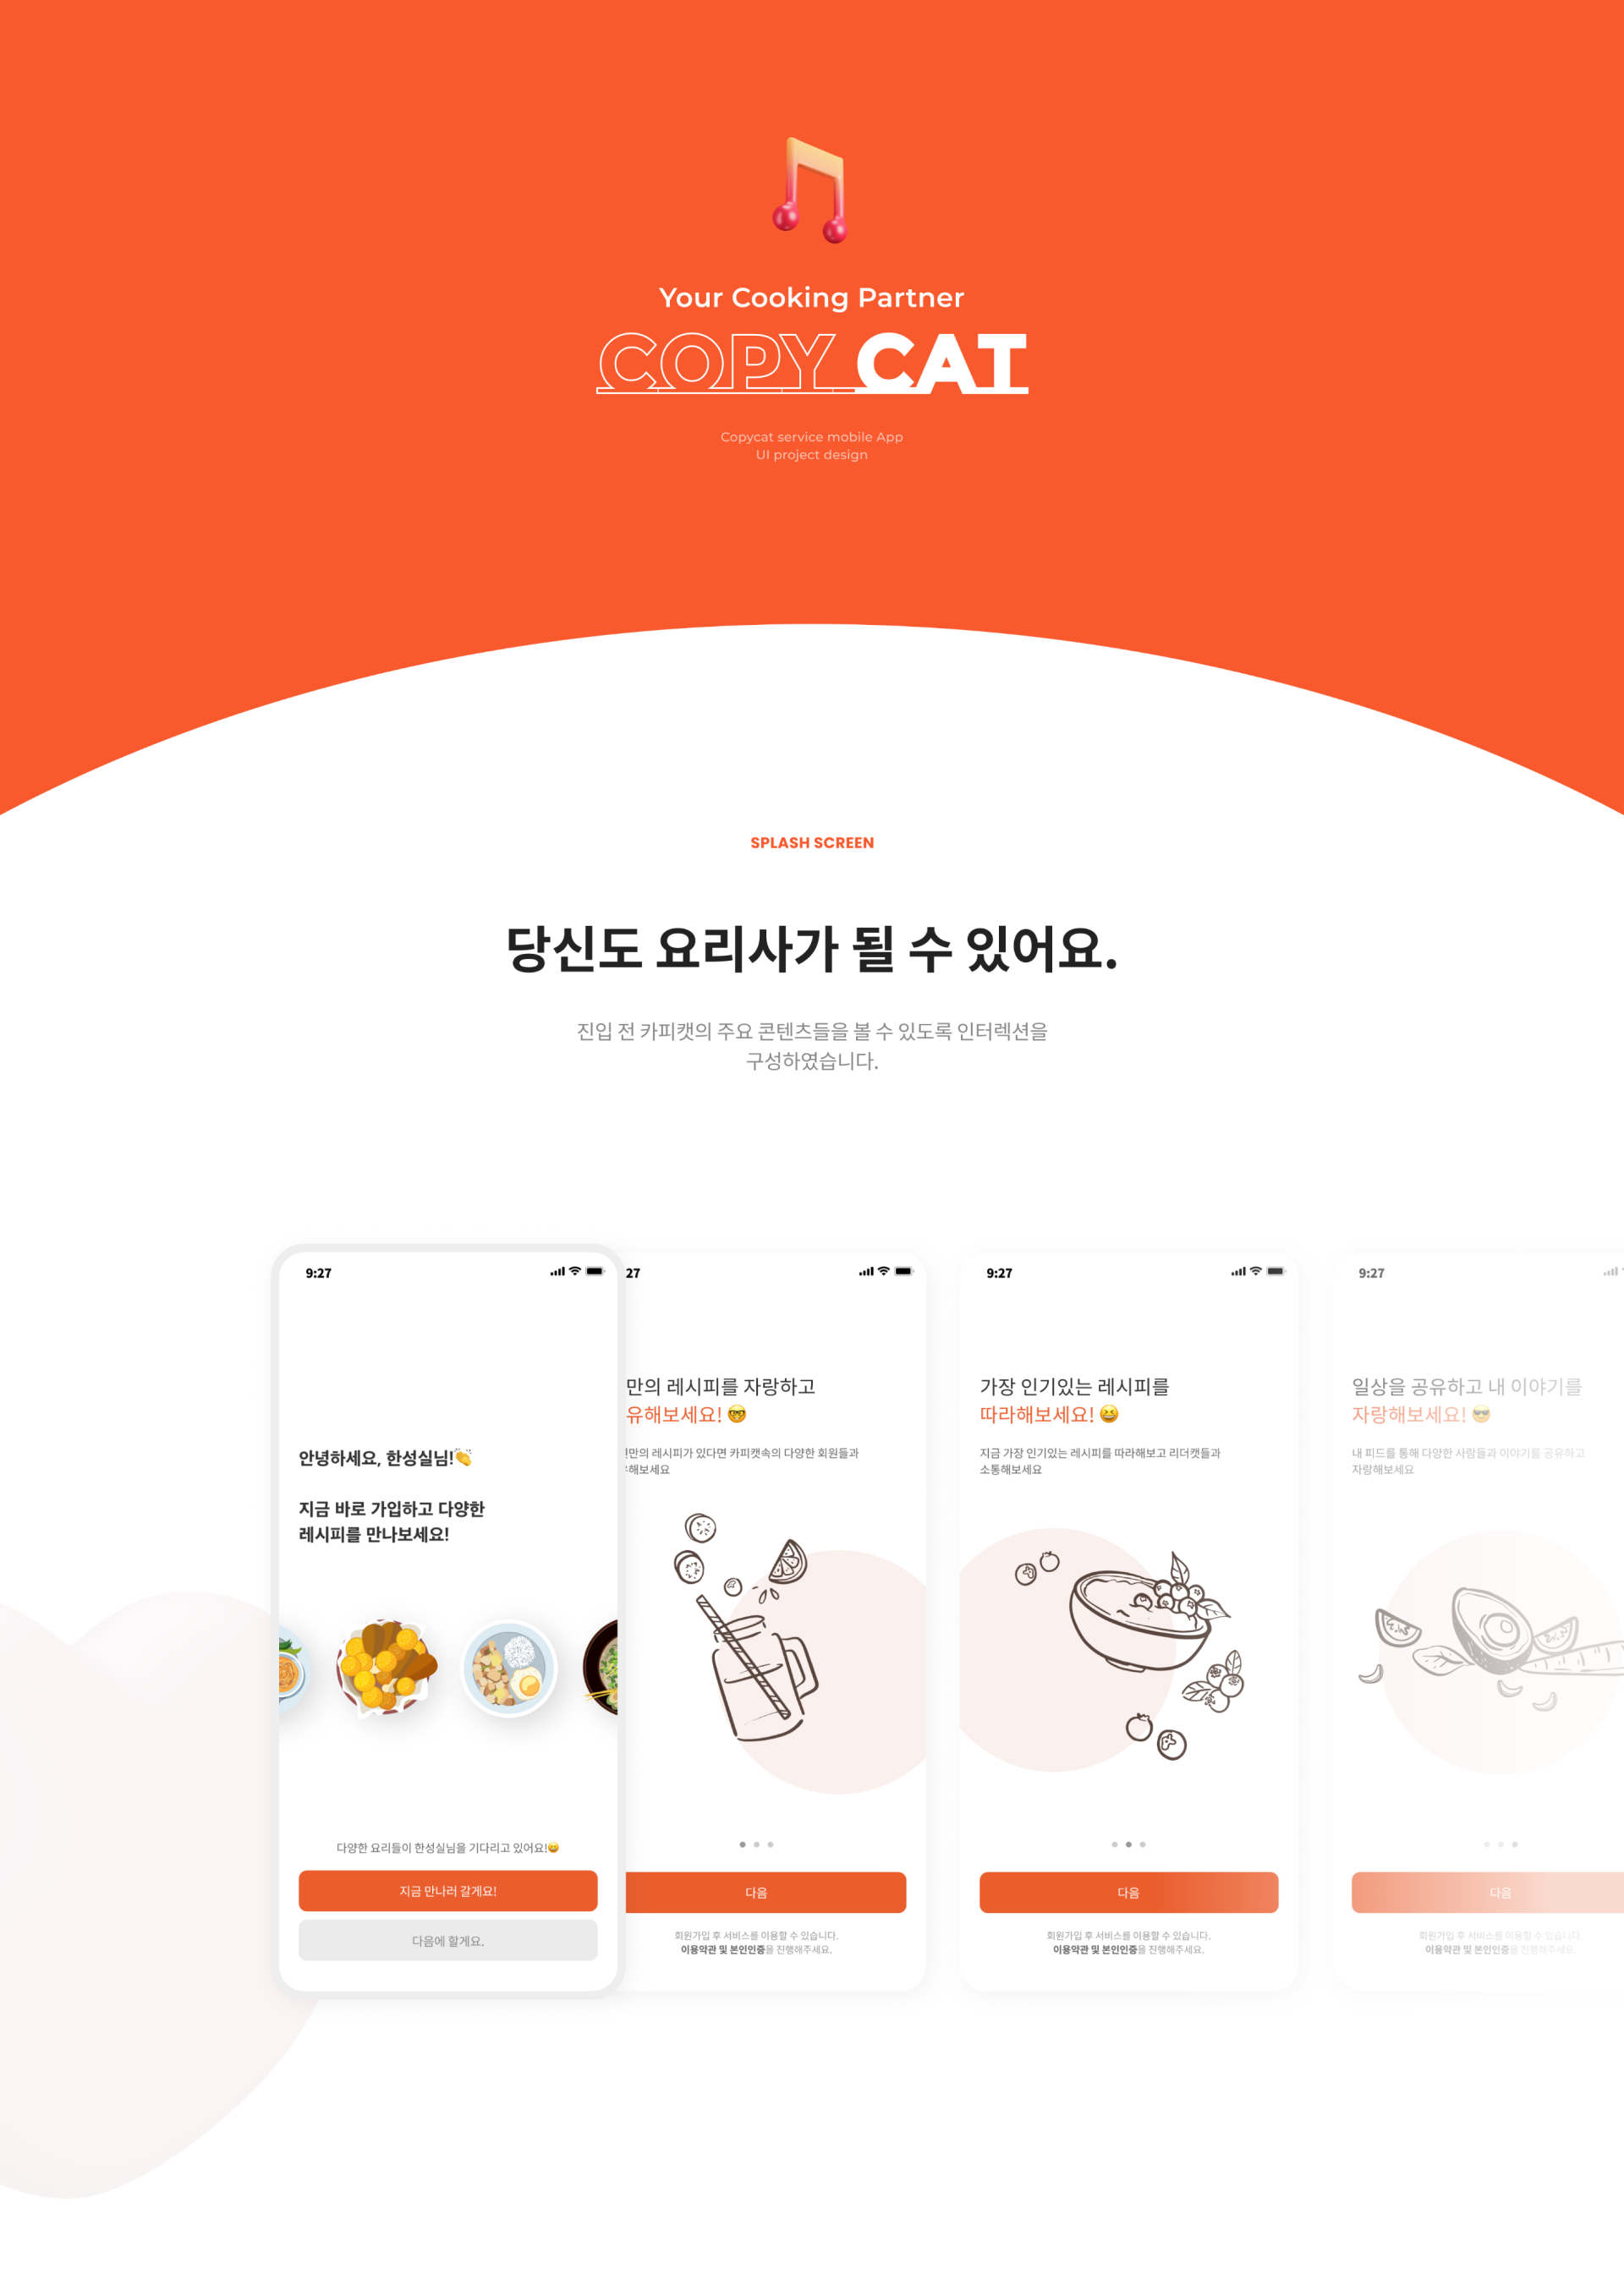 Your Cooking Partner
COPY CAT
Copycat service mobile App
UI project design
SPLASH SCREEN
당신도 요리사가 될 수 있어요.
진입 전 카피캣의 주요 콘텐츠들을 볼 수 있도록 인터렉션을
구성하였습니다.
9:27
안녕하세요, 한성실님!👏
지금 바로 가입하고 다양한
레시피를 만나보세요!
다양한 요리들이 한성실님을 기다리고 있어요!😄
지금 만나러 갈게요!
다음에 할게요.
27
만의 레시피를 자랑하고
유해보세요! 🤓
만의 레시피가 있다면 카피캣속의 다양한 회원들과
해보세요
다음
회원가입 후 서비스를 이용할 수 있습니다.
이용약관 및 본인인증을 진행해주세요.
9:27
가장 인기있는 레시피를
따라해보세요! 😆
지금 가장 인기있는 레시피를 따라해보고 리더캣들과
소통해보세요
다음
회원가입 후 서비스를 이용할 수 있습니다.
이용약관 및 본인인증을 진행해주세요.
9:27
일상을 공유하고 내 이야기를
자랑해보세요! 😎
내 피드를 통해 다양한 사람들과 이야기를 공유하고
자랑해보세요
다음
회원가입 후 서비스를 이용할 수 있습니다.
이용약관 및 본인인증을 진행해주세요.